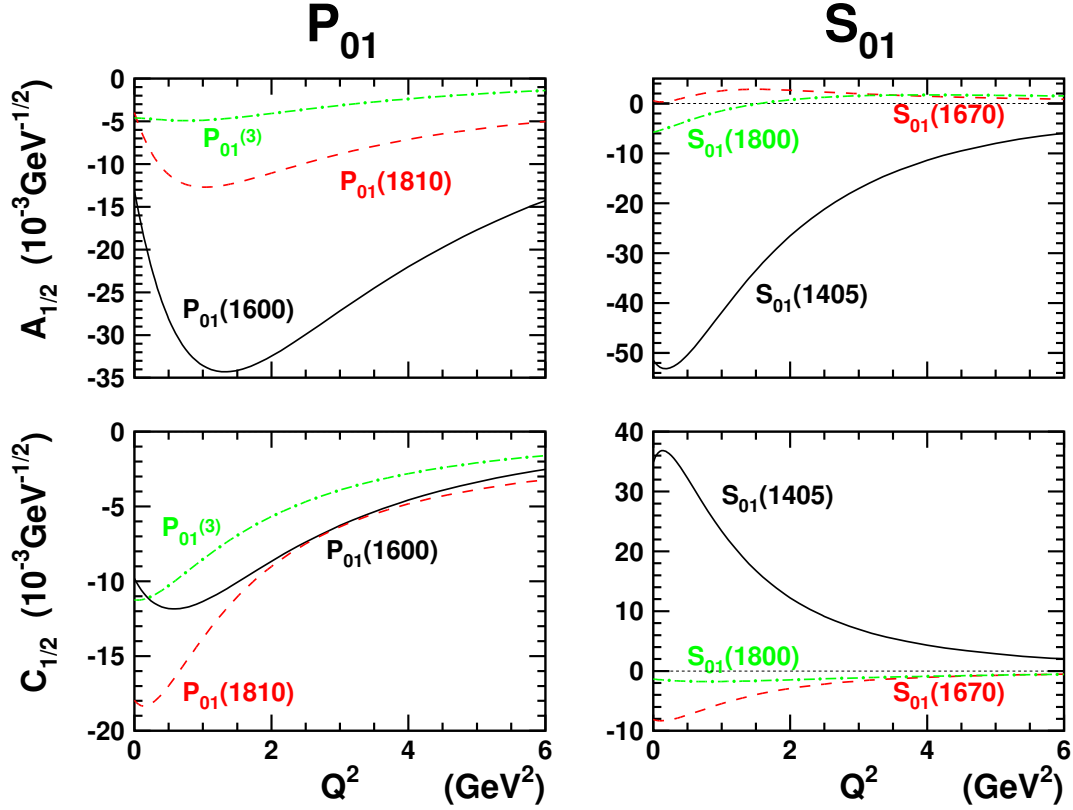 P01 S01
A1/2 (10-3GeV-1/2)
0
-5
-10
-15
-20
-25
-30
-35
P01(3)
P01(1810)
P01(1600)
0
-10
-20
-30
-40
-50
S01(1670)
S01(1800)
S01(1405)
C1/2 (10-3GeV-1/2)
0
-5
-10
-15
-20
P01(3)
P01(1600)
P01(1810)
0 2 4 6
Q2 (GeV2)
40
30
20
10
0
-10
S01(1405)
S01(1800)
S01(1670)
0 2 4 6
Q2 (GeV2)